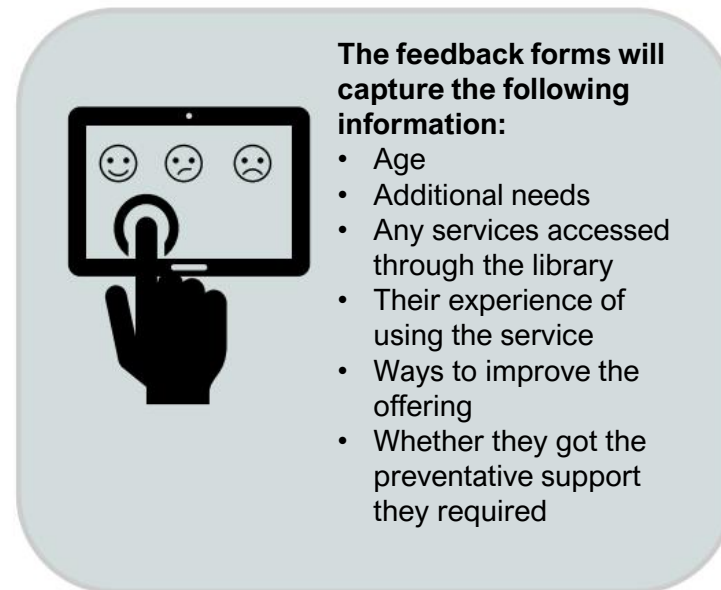 The feedback forms will
capture the following
information:
• Age
• Additional needs
• Any services accessed
through the library
• Their experience of
using the service
• Ways to improve the
offering
• Whether they got the
preventative support
they required